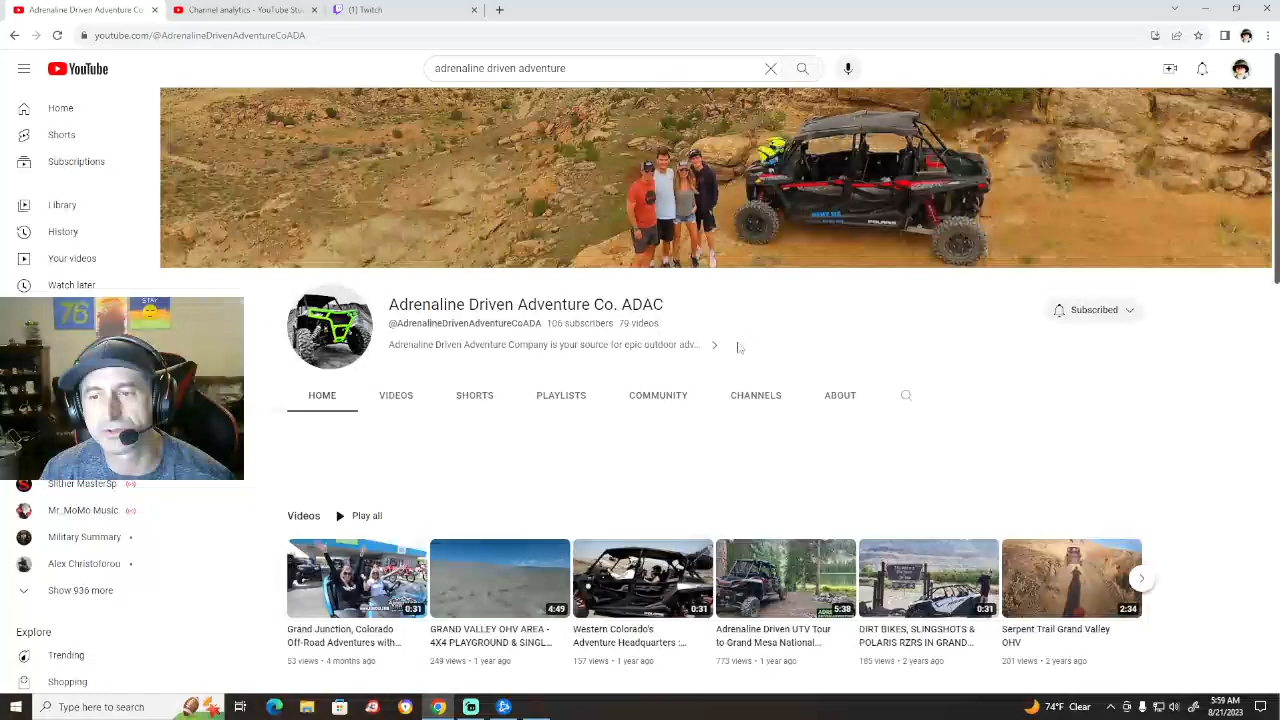 Adrenaline Driven Adventure Co
Channel analytics - YouTube Stu
(1) Twitch
youtube.com/@AdrenalineDrivenAdventureCoADA
YouTube
adrenaline driven adventure
Home
Shorts
Subscriptions
Library
History
Your videos
Watch later
POLARIS
STAY
76
Adrenaline Driven Adventure Co. ADAC
@AdrenalineDrivenAdventureCoADA 106 subscribers 79 videos
Adrenaline Driven Adventure Company is your source for epic outdoor adv...
Subscribed
HOME
VIDEOS
SHORTS
PLAYLISTS
COMMUNITY
CHANNELS
ABOUT
Slither MasterSp
Mr_MoMo Music
Military Summary
Alex Christoforou
Show 936 more
Explore
Trending
Shopping
Videos
Play all
0:31
4:49
0:31
5:38
0:31
2:34
Grand Junction, Colorado
Off-Road Adventures with...
53 views • 4 months ago
GRAND VALLEY OHV AREA -
4X4 PLAYGROUND & SINGL...
249 views • 1 year ago
Western Colorado's
Adventure Headquarters :...
157 views • 1 year ago
Adrenaline Driven UTV Tour
to Grand Mesa National...
773 views • 1 year ago
DIRT BIKES, SLINGSHOTS &
POLARIS RZRS IN GRAND...
185 views • 2 years ago
Serpent Trail Grand Valley
OHV
201 views • 2 years ago
Type here to search
74°F Clear
5:59 AM
8/21/2023